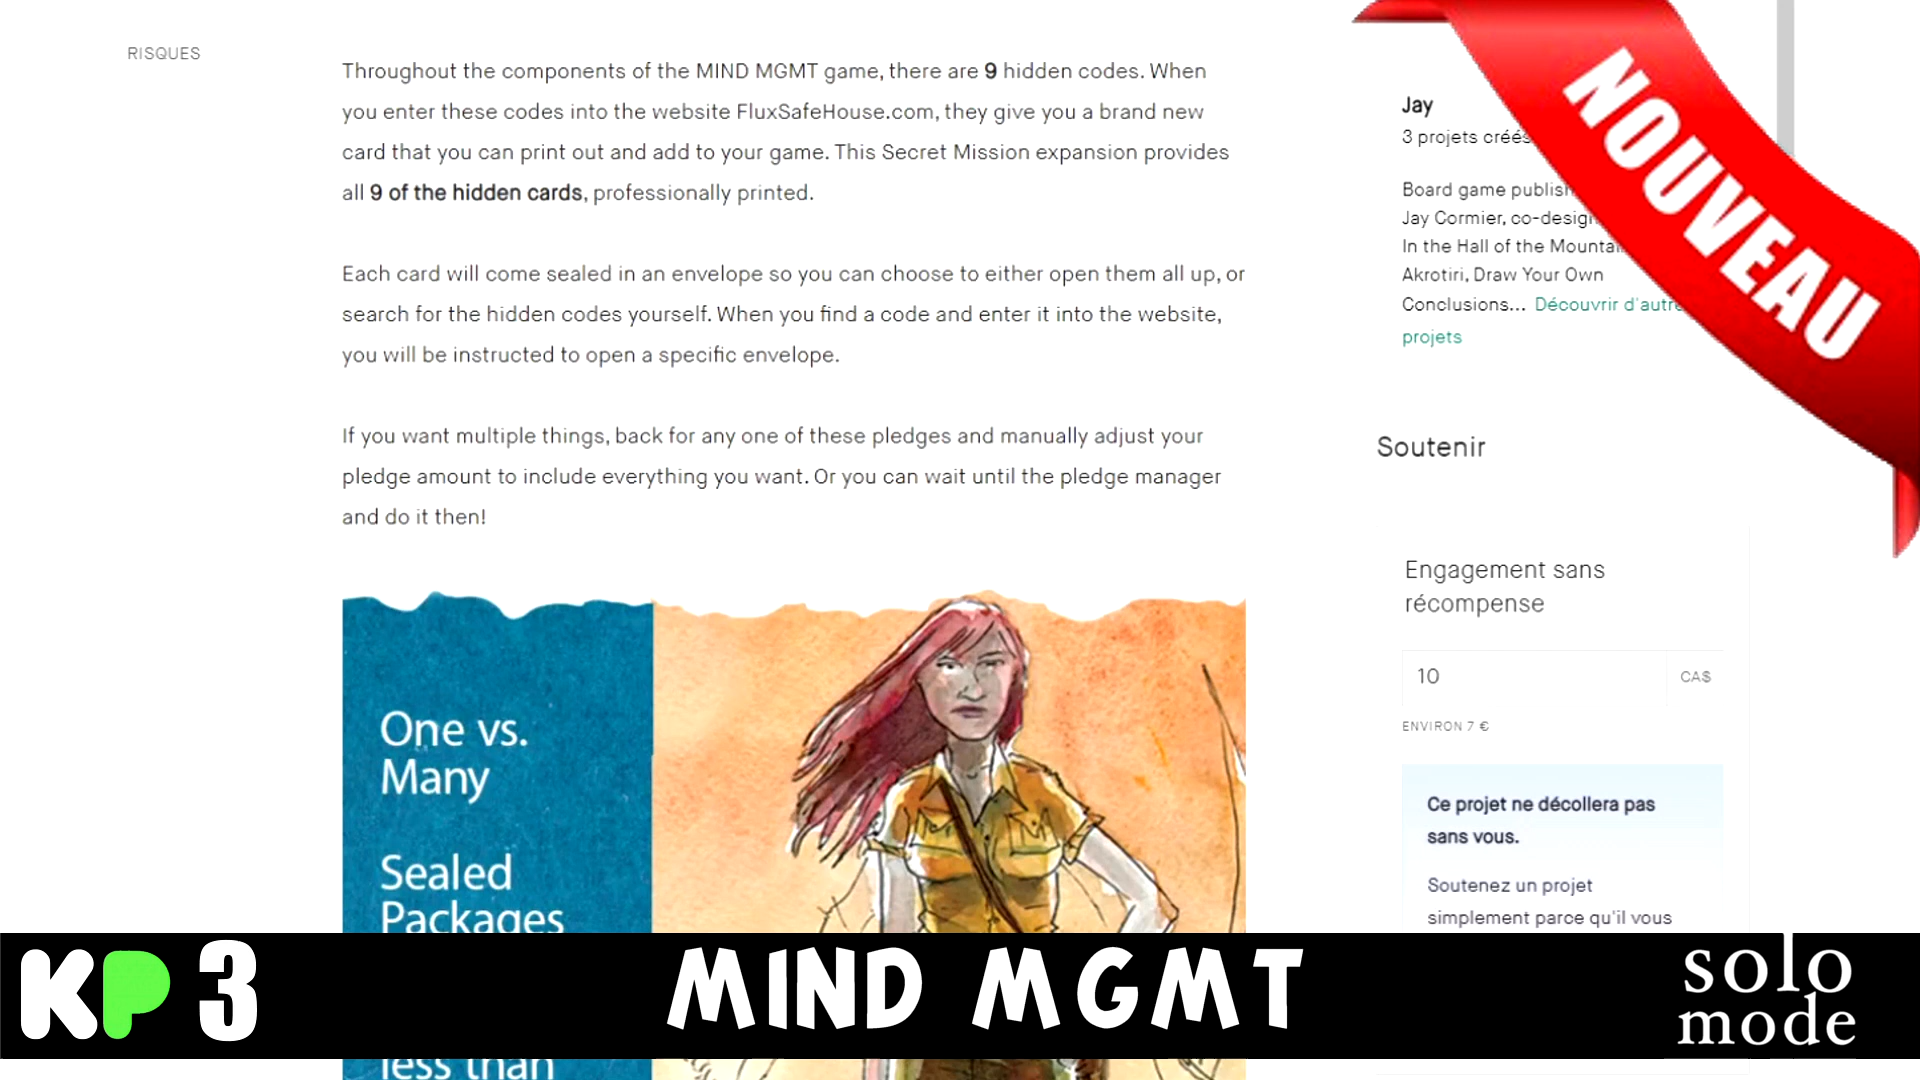 RISQUES
Throughout the components of the MIND MGMT game, there are 9 hidden codes. When
you enter these codes into the website FluxSafeHouse.com, they give you a brand new
card that you can print out and add to your game. This Secret Mission expansion provides
all 9 of the hidden cards, professionally printed.
Each card will come sealed in an envelope so you can choose to either open them all up, or
search for the hidden codes yourself. When you find a code and enter it into the website,
you will be instructed to open a specific envelope.
If you want multiple things, back for any one of these pledges and manually adjust your
pledge amount to include everything you want. Or you can wait until the pledge manager
and do it then!
One vs.
Many
Sealed
Packages
less than
NOUVEAU
Jay
3 projets créés
Board game
Jay Cormier,
In the Hall of the
Akrotiri, Draw Your Own
Conclusions... Découvrir
projets
Soutenir
Engagement sans
récompense
10 CA$
ENVIRON 7 €
Ce projet ne décollera pas
sans vous.
Soutenez un projet
simplement parce qu'il vous
KP 3
MIND MGMT
solo
mode